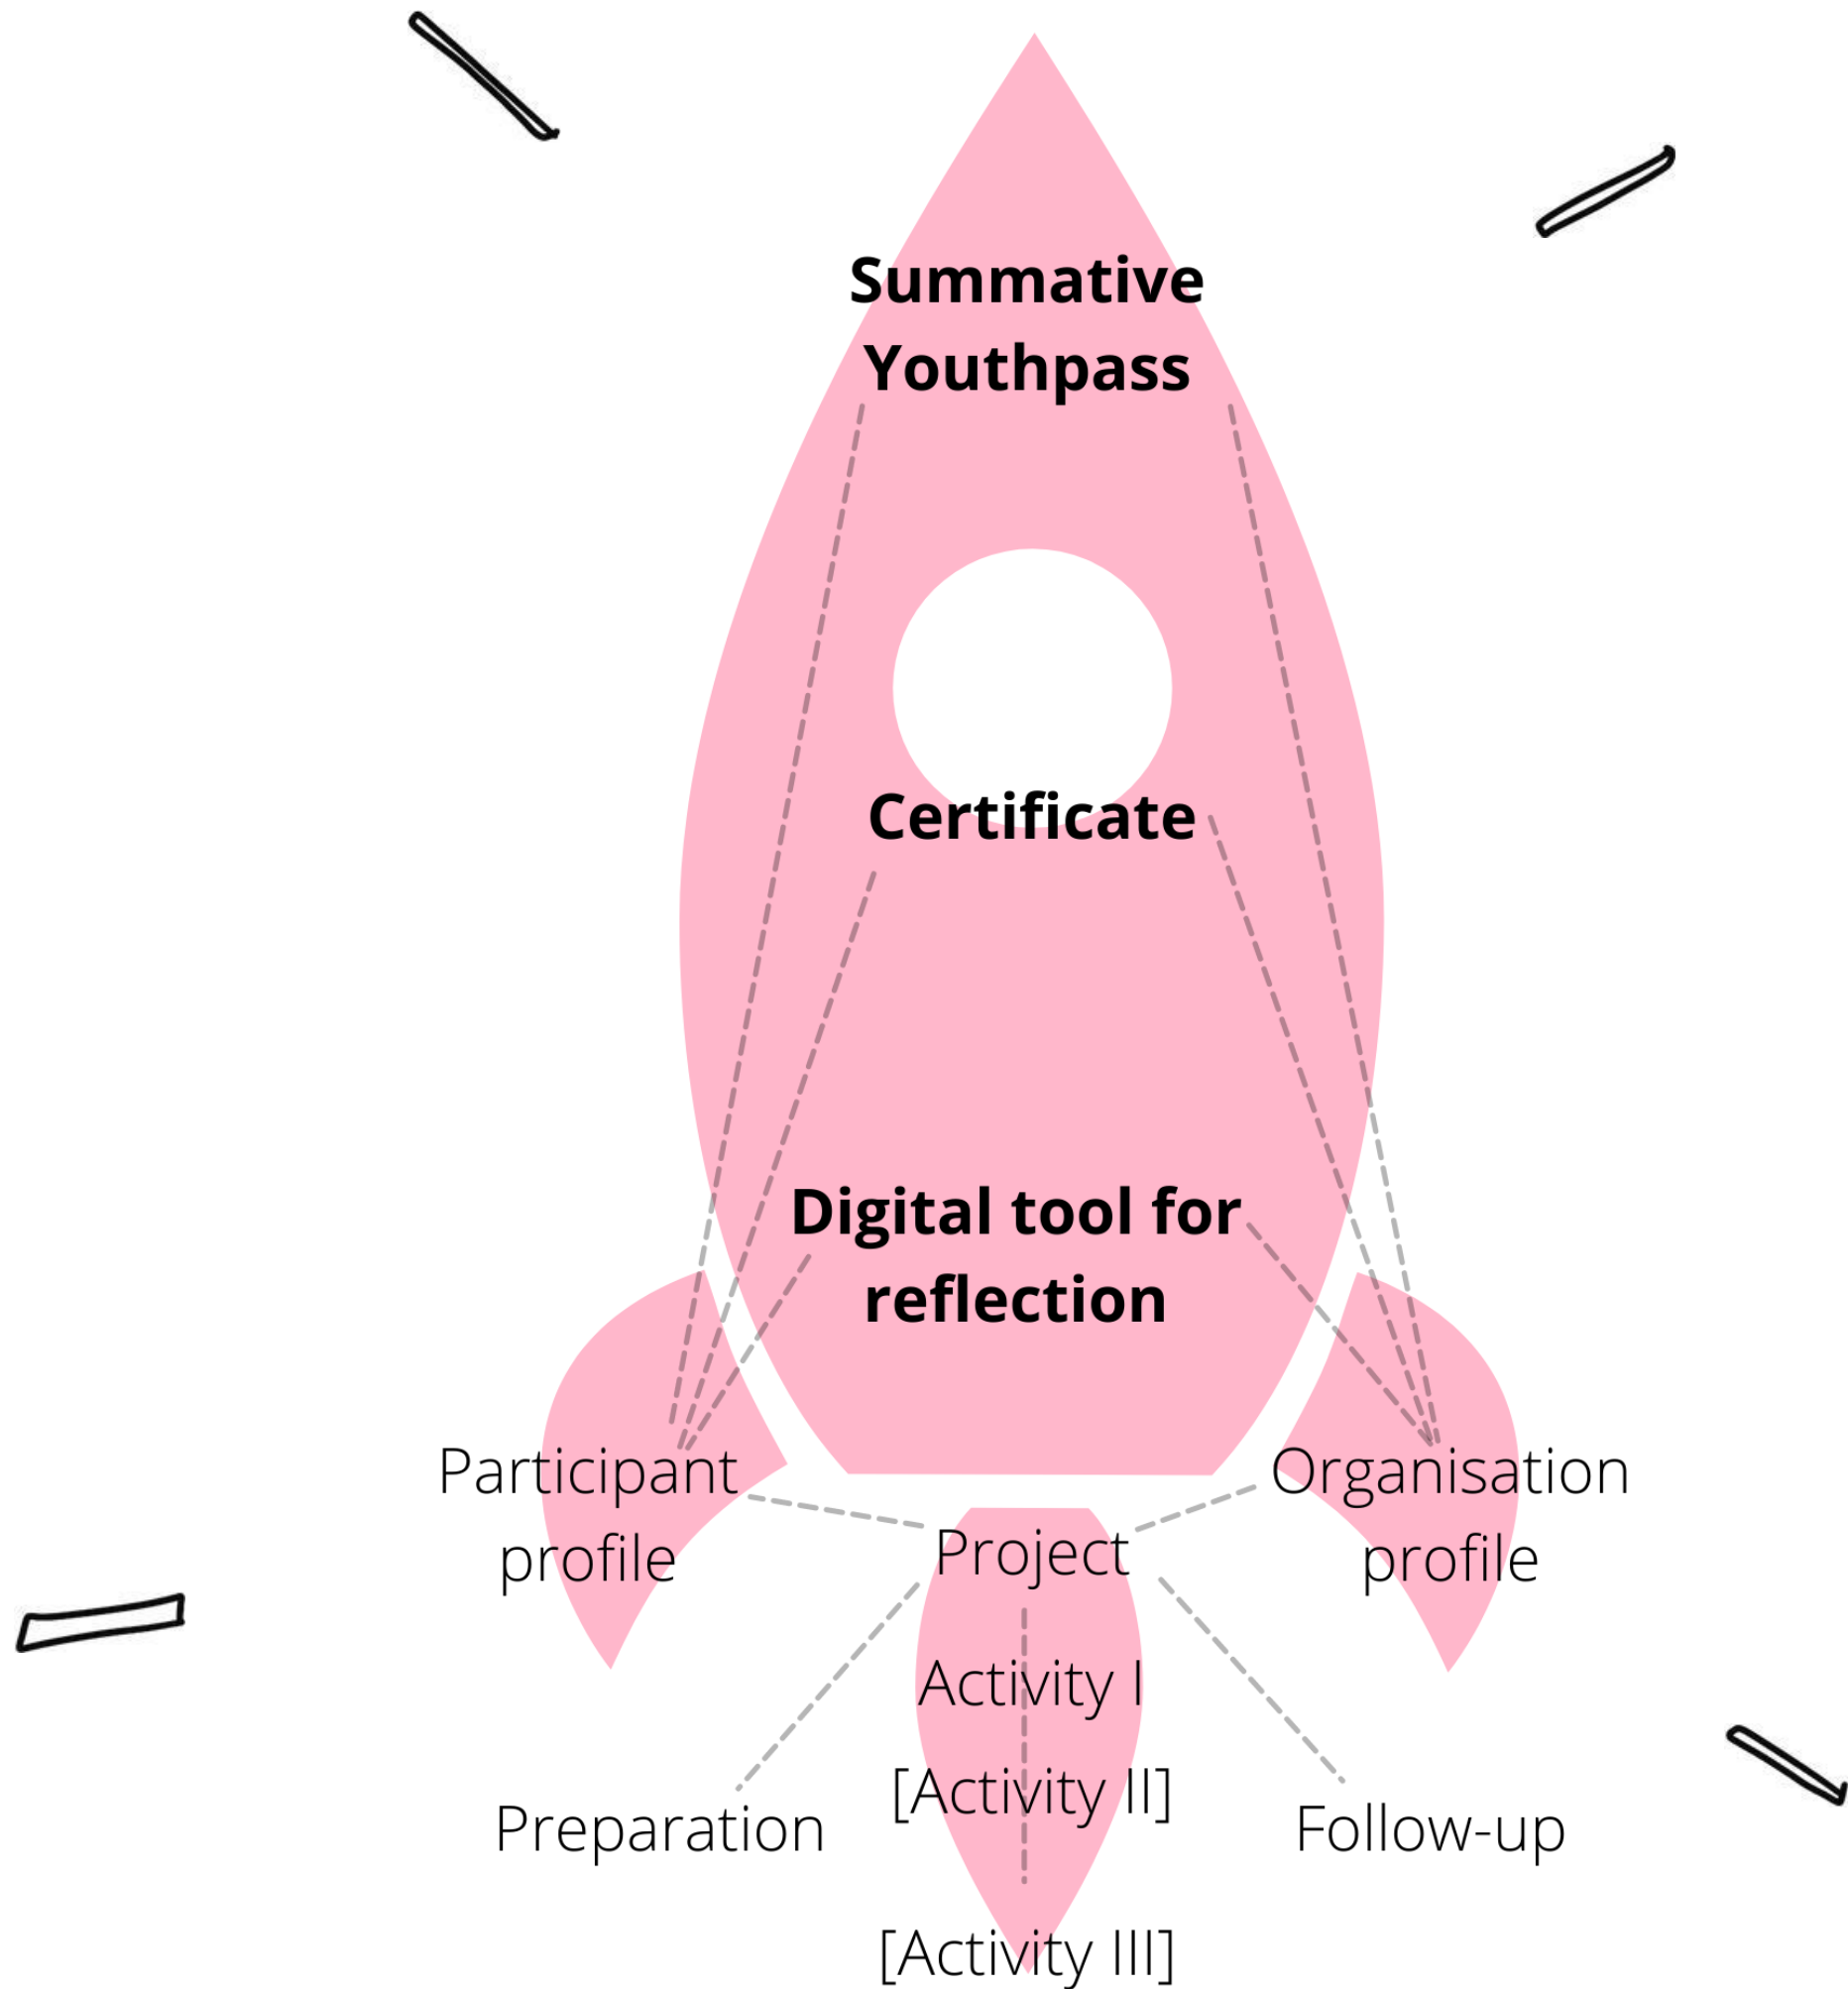 Summative
Youthpass
Certificate
Digital tool for
reflection
Participant
profile
Organisation
profile
Project
Activity I
[Activity II]
Preparation
Follow-up
[Activity III]